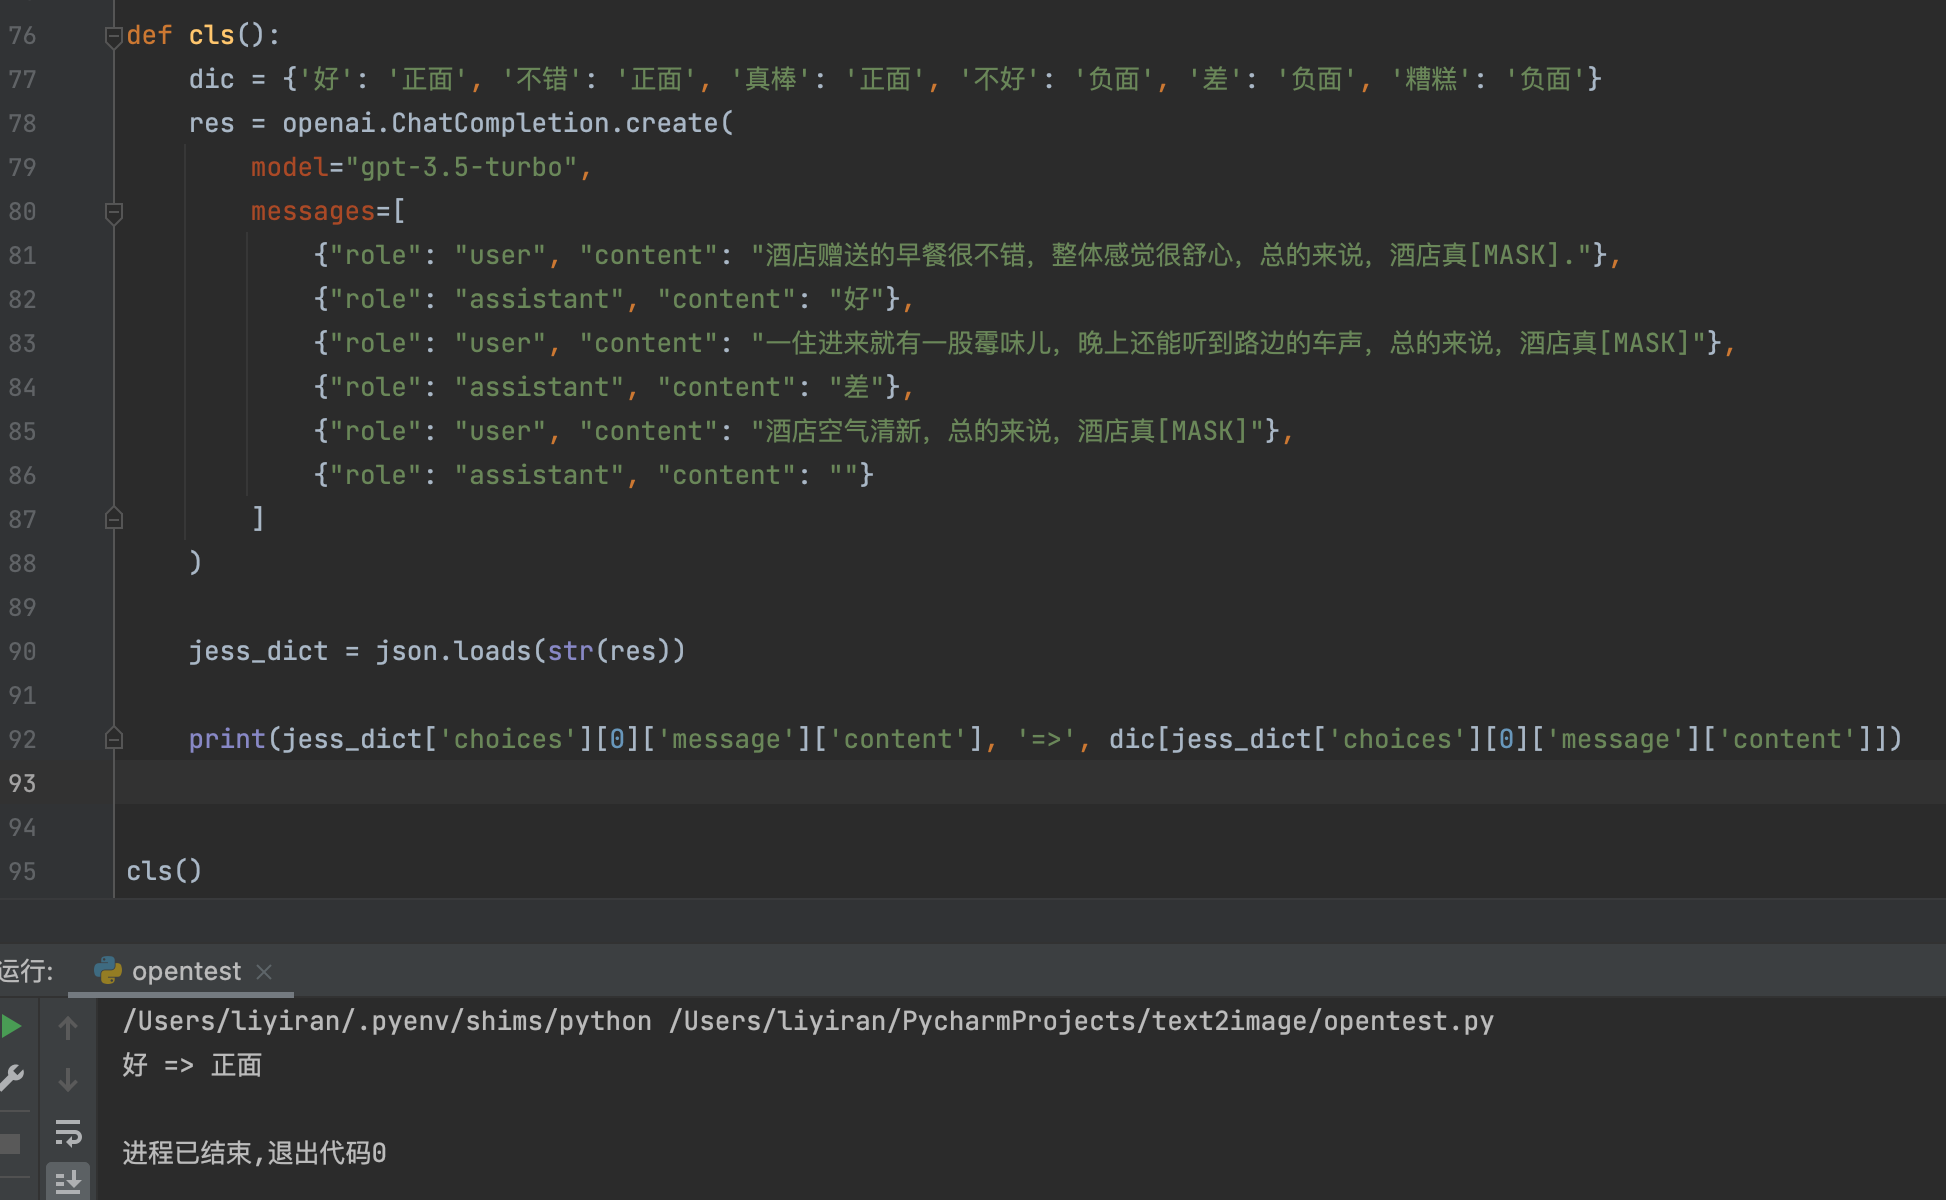 76 def cls():
77 dic = {'好': '正面', '不错': '正面', '真棒': '正面', '不好': '负面', '差': '负面', '糟糕': '负面'}
78 res = openai.ChatCompletion.create(
79 model="gpt-3.5-turbo",
80 messages=[
81 {"role": "user", "content": "酒店赠送的早餐很不错，整体感觉很舒心，总的来说，酒店真[MASK]."},
82 {"role": "assistant", "content": "好"},
83 {"role": "user", "content": "一住进来就有一股霉味儿，晚上还能听到路边的车声，总的来说，酒店真[MASK]"},
84 {"role": "assistant", "content": "差"},
85 {"role": "user", "content": "酒店空气清新，总的来说，酒店真[MASK]"},
86 {"role": "assistant", "content": ""}
87 ]
88 )
89
90 jess_dict = json.loads(str(res))
91
92 print(jess_dict['choices'][0]['message']['content'], '=>', dic[jess_dict['choices'][0]['message']['content']])
93
94
95 cls()
运行: opentest
/Users/liyiran/.pyenv/shims/python /Users/liyiran/PycharmProjects/text2image/opentest.py
好 => 正面
进程已结束,退出代码0